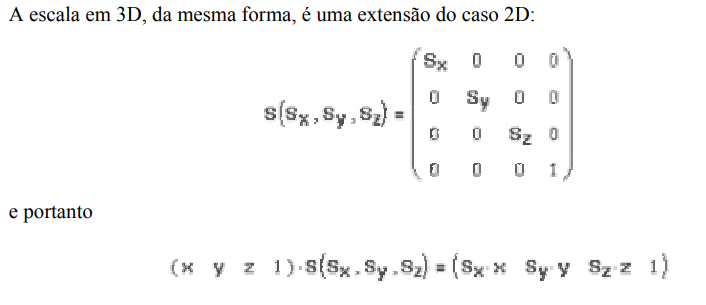 A escala em 3D, da mesma forma, é uma extensão do caso 2D:
S(Sx , Sy , Sz) =
Sx 0 0 0
0 Sy 0 0
0 0 Sz 0
0 0 0 1
e portanto
(x y z 1)·S(Sx , Sy , Sz) = (Sx·x Sy·y Sz·z 1)